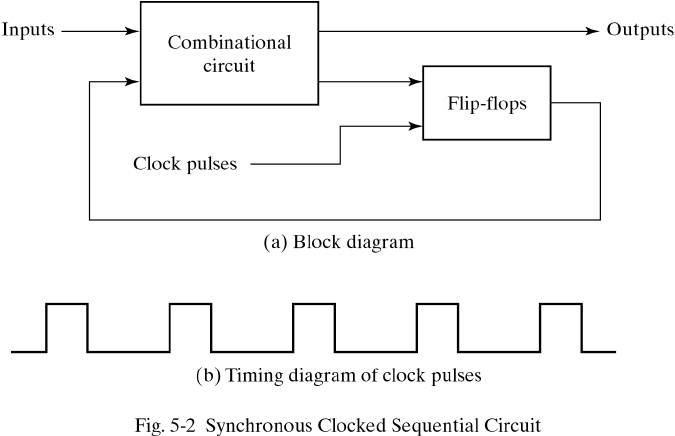 Inputs
Combinational
circuit
Outputs
Flip-flops
Clock pulses
(a) Block diagram
(b) Timing diagram of clock pulses
Fig. 5-2 Synchronous Clocked Sequential Circuit